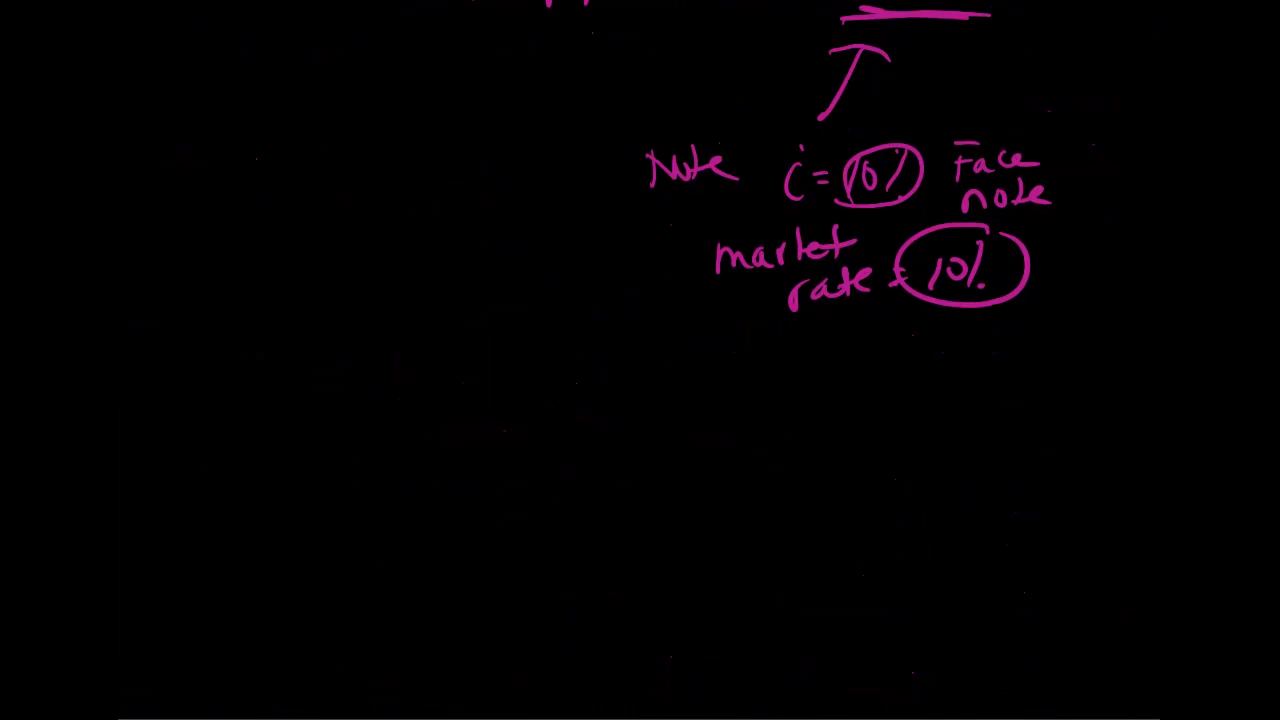 Note i = 10% Face
note
market
rate = 10%